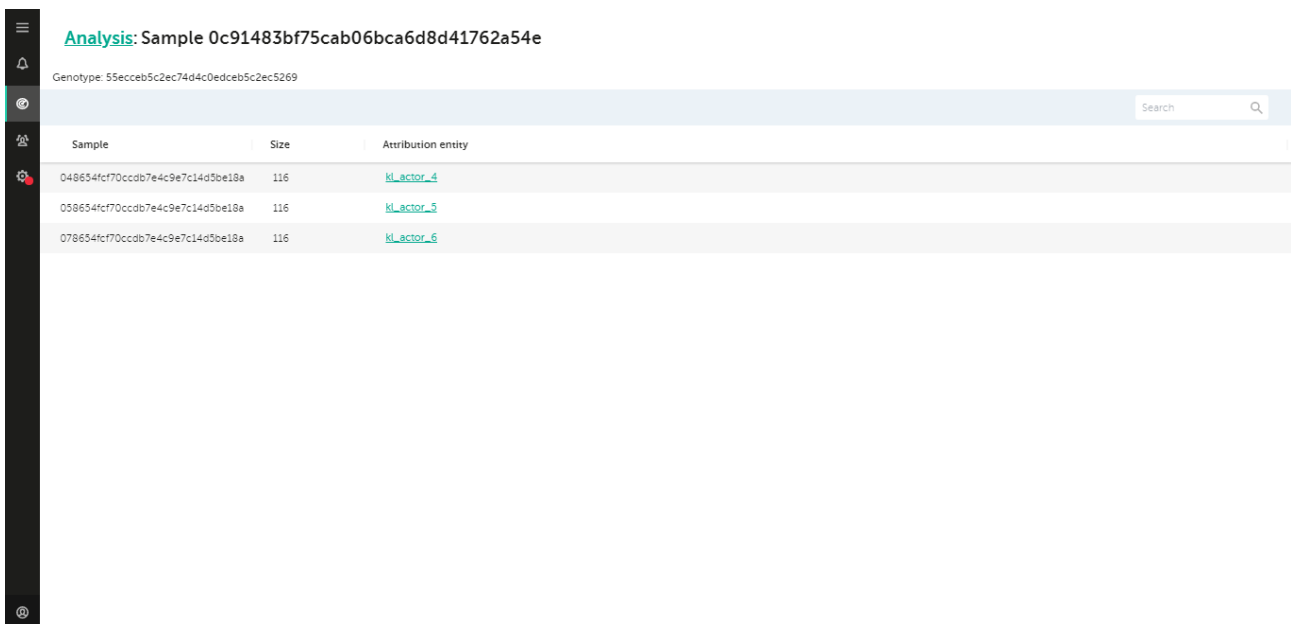 Analysis: Sample 0c91483bf75cab06bca6d8d41762a54e
Genotype: 55ecceb5c2ec74d4c0edceb5c2ec5269
Search
Sample Size Attribution entity
048654fcf70ccdb7e4c9e7c14d5be18a 116 kl_actor_4
058654fcf70ccdb7e4c9e7c14d5be18a 116 kl_actor_5
078654fcf70ccdb7e4c9e7c14d5be18a 116 kl_actor_6